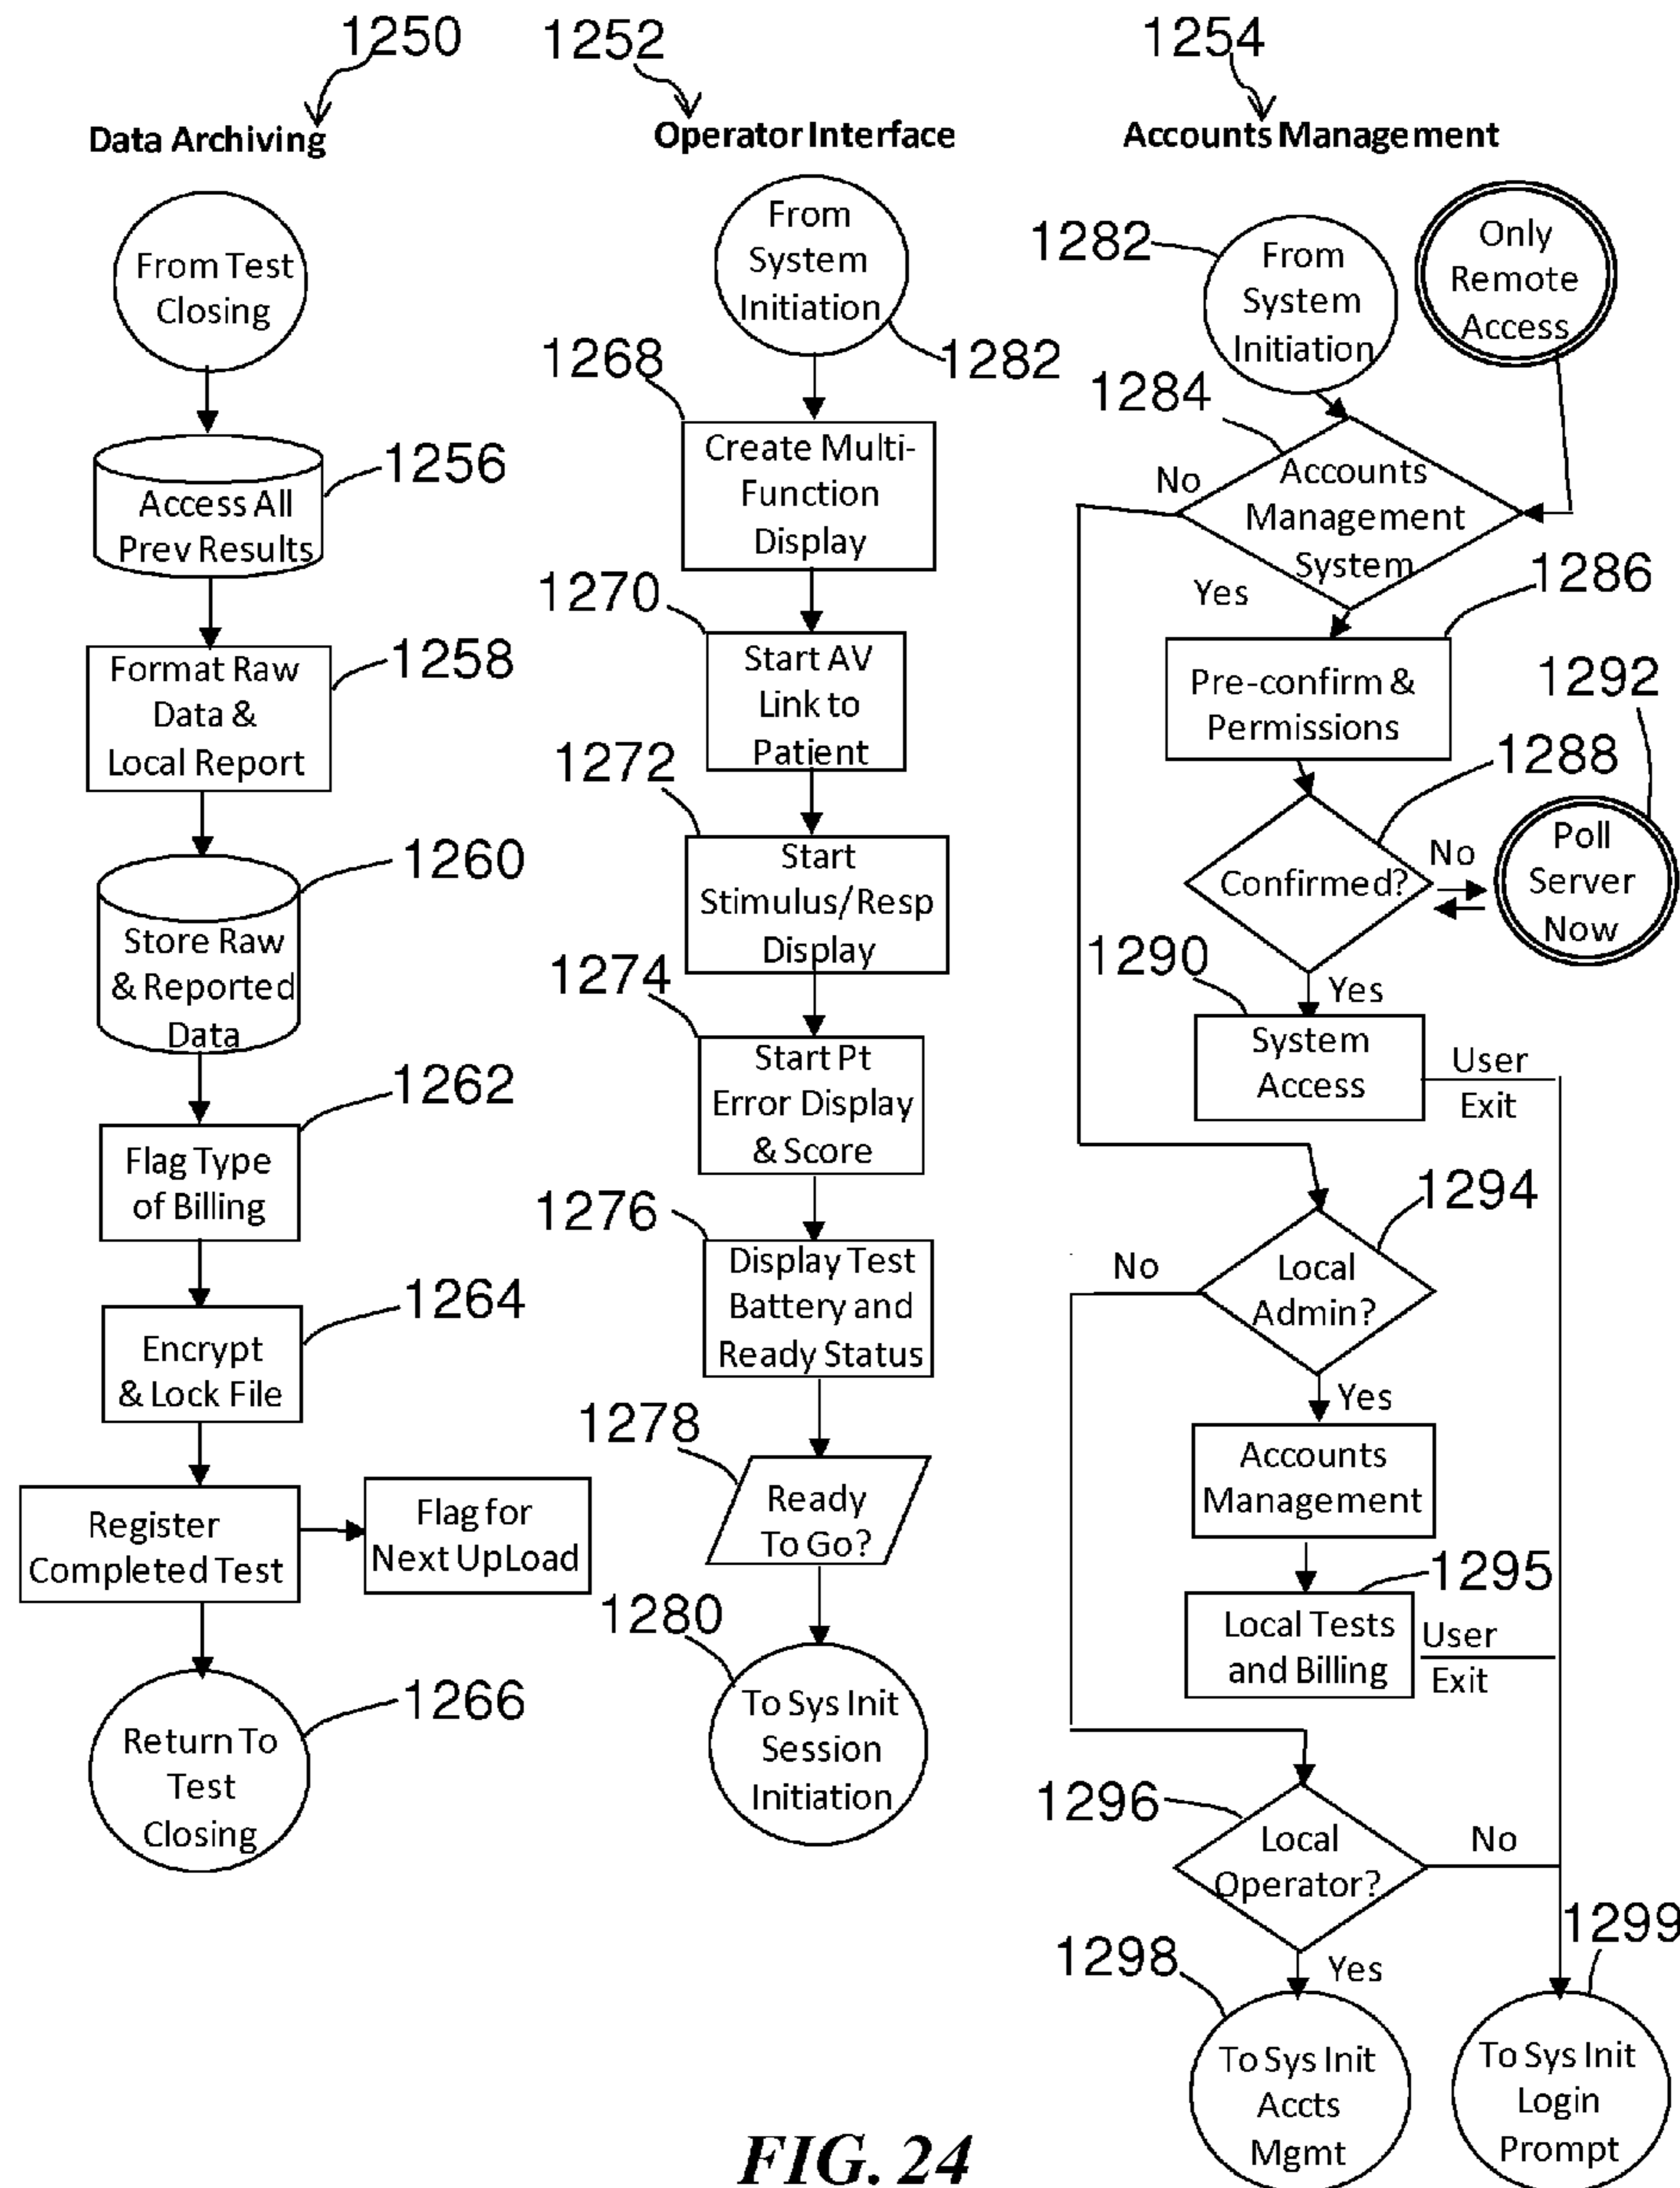 1250
Data Archiving
From Test
Closing
1256
Access All
Prev Results
1258
Format Raw
Data &
Local Report
1260
Store Raw
& Reported
Data
1262
Flag Type
of Billing
1264
Encrypt
& Lock File
Register
Completed Test
Flag for
Next UpLoad
1266
Return To
Test
Closing
1252
Operator Interface
From
System
Initiation
1282
1268
Create Multi-
Function
Display
1270
Start AV
Link to
Patient
1272
Start
Stimulus/Resp
Display
1274
Start Pt
Error Display
& Score
1276
Display Test
Battery and
Ready Status
1278
Ready
To Go?
1280
To Sys Init
Session
Initiation
1254
Accounts Management
1282
From
System
Initiation
Only
Remote
Access
1284
No
Accounts
Management
System
Yes
1286
Pre-confirm &
Permissions
1292
1288
Confirmed?
No
Poll
Server
Now
1290
Yes
System
Access
User
Exit
1294
No
Local
Admin?
Yes
Accounts
Management
1295
Local Tests
and Billing
User
Exit
1296
Local
Operator?
No
1298
Yes
1299
To Sys Init
Accts
Mgmt
To Sys Init
Login
Prompt
FIG. 24